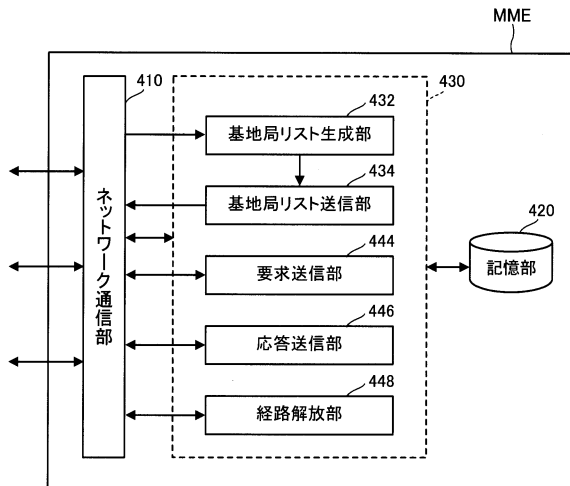 MME
410
430
432
基地局リスト生成部
434
基地局リスト送信部
ネットワーク通信部
444
要求送信部
420
記憶部
446
応答送信部
448
経路解放部